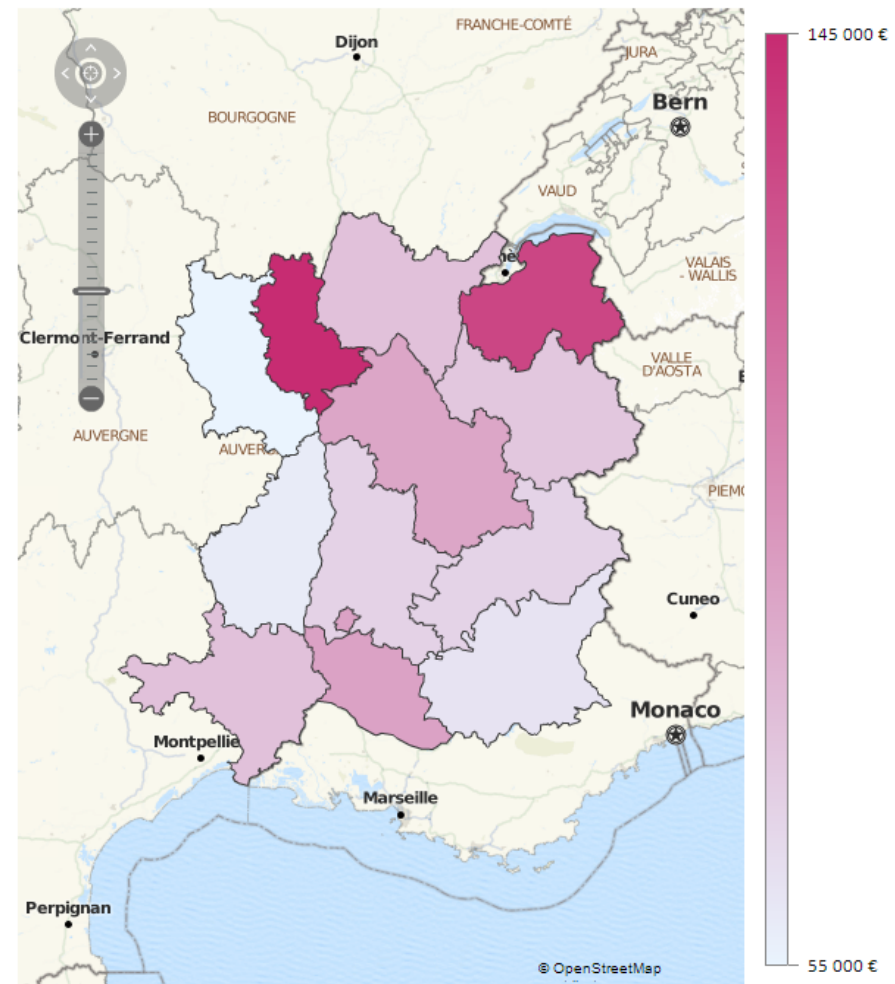 FRANCHE-COMTÉ
145 000 €
Dijon
JURA
Bern
BOURGOGNE
VAUD
VALAIS
- WALLIS
Clermont-Ferrand
VALLE
D'AOSTA
AUVERGNE
Cuneo
Monaco
Montpellie
Marseille
Perpignan
© OpenStreetMap
55 000 €